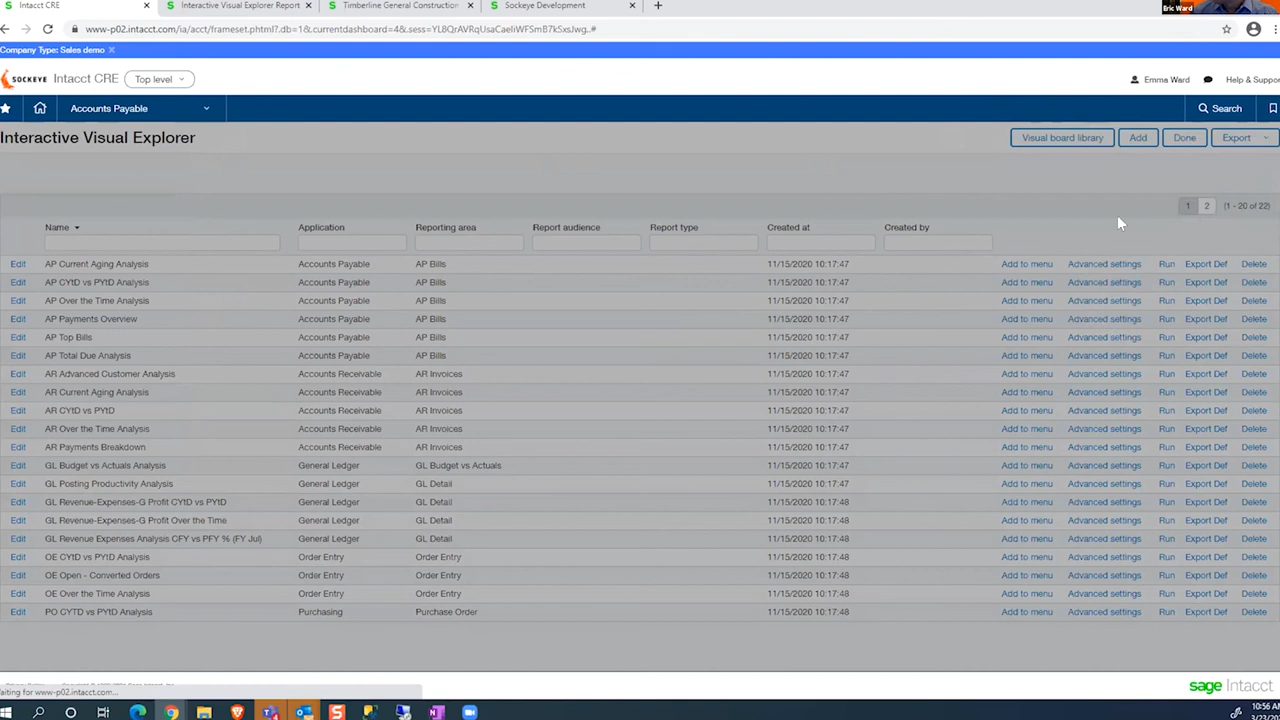 Intacct CRE × Interactive Visual Explorer Report × Timberline General Construction × Sockeye Development × +
Eric Ward
www-p02.intacct.com/ia/acct/frameset.phtml?.db=1&currentdashboard=4&.sess=YLBQrAVRqUsaCaeIiWFSmB7k5xsJwg..#
Company Type: Sales demo ×
SOCKEYE Intacct CRE Top level Emma Ward Help & Suppor
Accounts Payable Search
Interactive Visual Explorer Visual board library Add Done Export
1 2 (1 - 20 of 22)
Name Application Reporting area Report audience Report type Created at Created by
Edit AP Current Aging Analysis Accounts Payable AP Bills 11/15/2020 10:17:47 Add to menu Advanced settings Run Export Def Delete
Edit AP CYtD vs PYtD Analysis Accounts Payable AP Bills 11/15/2020 10:17:47 Add to menu Advanced settings Run Export Def Delete
Edit AP Over the Time Analysis Accounts Payable AP Bills 11/15/2020 10:17:47 Add to menu Advanced settings Run Export Def Delete
Edit AP Payments Overview Accounts Payable AP Bills 11/15/2020 10:17:47 Add to menu Advanced settings Run Export Def Delete
Edit AP Top Bills Accounts Payable AP Bills 11/15/2020 10:17:47 Add to menu Advanced settings Run Export Def Delete
Edit AP Total Due Analysis Accounts Payable AP Bills 11/15/2020 10:17:47 Add to menu Advanced settings Run Export Def Delete
Edit AR Advanced Customer Analysis Accounts Receivable AR Invoices 11/15/2020 10:17:47 Add to menu Advanced settings Run Export Def Delete
Edit AR Current Aging Analysis Accounts Receivable AR Invoices 11/15/2020 10:17:47 Add to menu Advanced settings Run Export Def Delete
Edit AR CYtD vs PYtD Accounts Receivable AR Invoices 11/15/2020 10:17:47 Add to menu Advanced settings Run Export Def Delete
Edit AR Over the Time Analysis Accounts Receivable AR Invoices 11/15/2020 10:17:47 Add to menu Advanced settings Run Export Def Delete
Edit AR Payments Breakdown Accounts Receivable AR Invoices 11/15/2020 10:17:47 Add to menu Advanced settings Run Export Def Delete
Edit GL Budget vs Actuals Analysis General Ledger GL Budget vs Actuals 11/15/2020 10:17:47 Add to menu Advanced settings Run Export Def Delete
Edit GL Posting Productivity Analysis General Ledger GL Detail 11/15/2020 10:17:47 Add to menu Advanced settings Run Export Def Delete
Edit GL Revenue-Expenses-G Profit CYtD vs PYtD General Ledger GL Detail 11/15/2020 10:17:48 Add to menu Advanced settings Run Export Def Delete
Edit GL Revenue-Expenses-G Profit Over the Time General Ledger GL Detail 11/15/2020 10:17:48 Add to menu Advanced settings Run Export Def Delete
Edit GL Revenue Expenses Analysis CFY vs PFY % (FY Jul) General Ledger GL Detail 11/15/2020 10:17:48 Add to menu Advanced settings Run Export Def Delete
Edit OE CYtD vs PYtD Analysis Order Entry Order Entry 11/15/2020 10:17:48 Add to menu Advanced settings Run Export Def Delete
Edit OE Open - Converted Orders Order Entry Order Entry 11/15/2020 10:17:48 Add to menu Advanced settings Run Export Def Delete
Edit OE Over the Time Analysis Order Entry Order Entry 11/15/2020 10:17:48 Add to menu Advanced settings Run Export Def Delete
Edit PO CYTD vs PYtD Analysis Purchasing Purchase Order 11/15/2020 10:17:48 Add to menu Advanced settings Run Export Def Delete
aiting for www-p02.intacct.com... sage Intacct
10:56 A
3/23/20